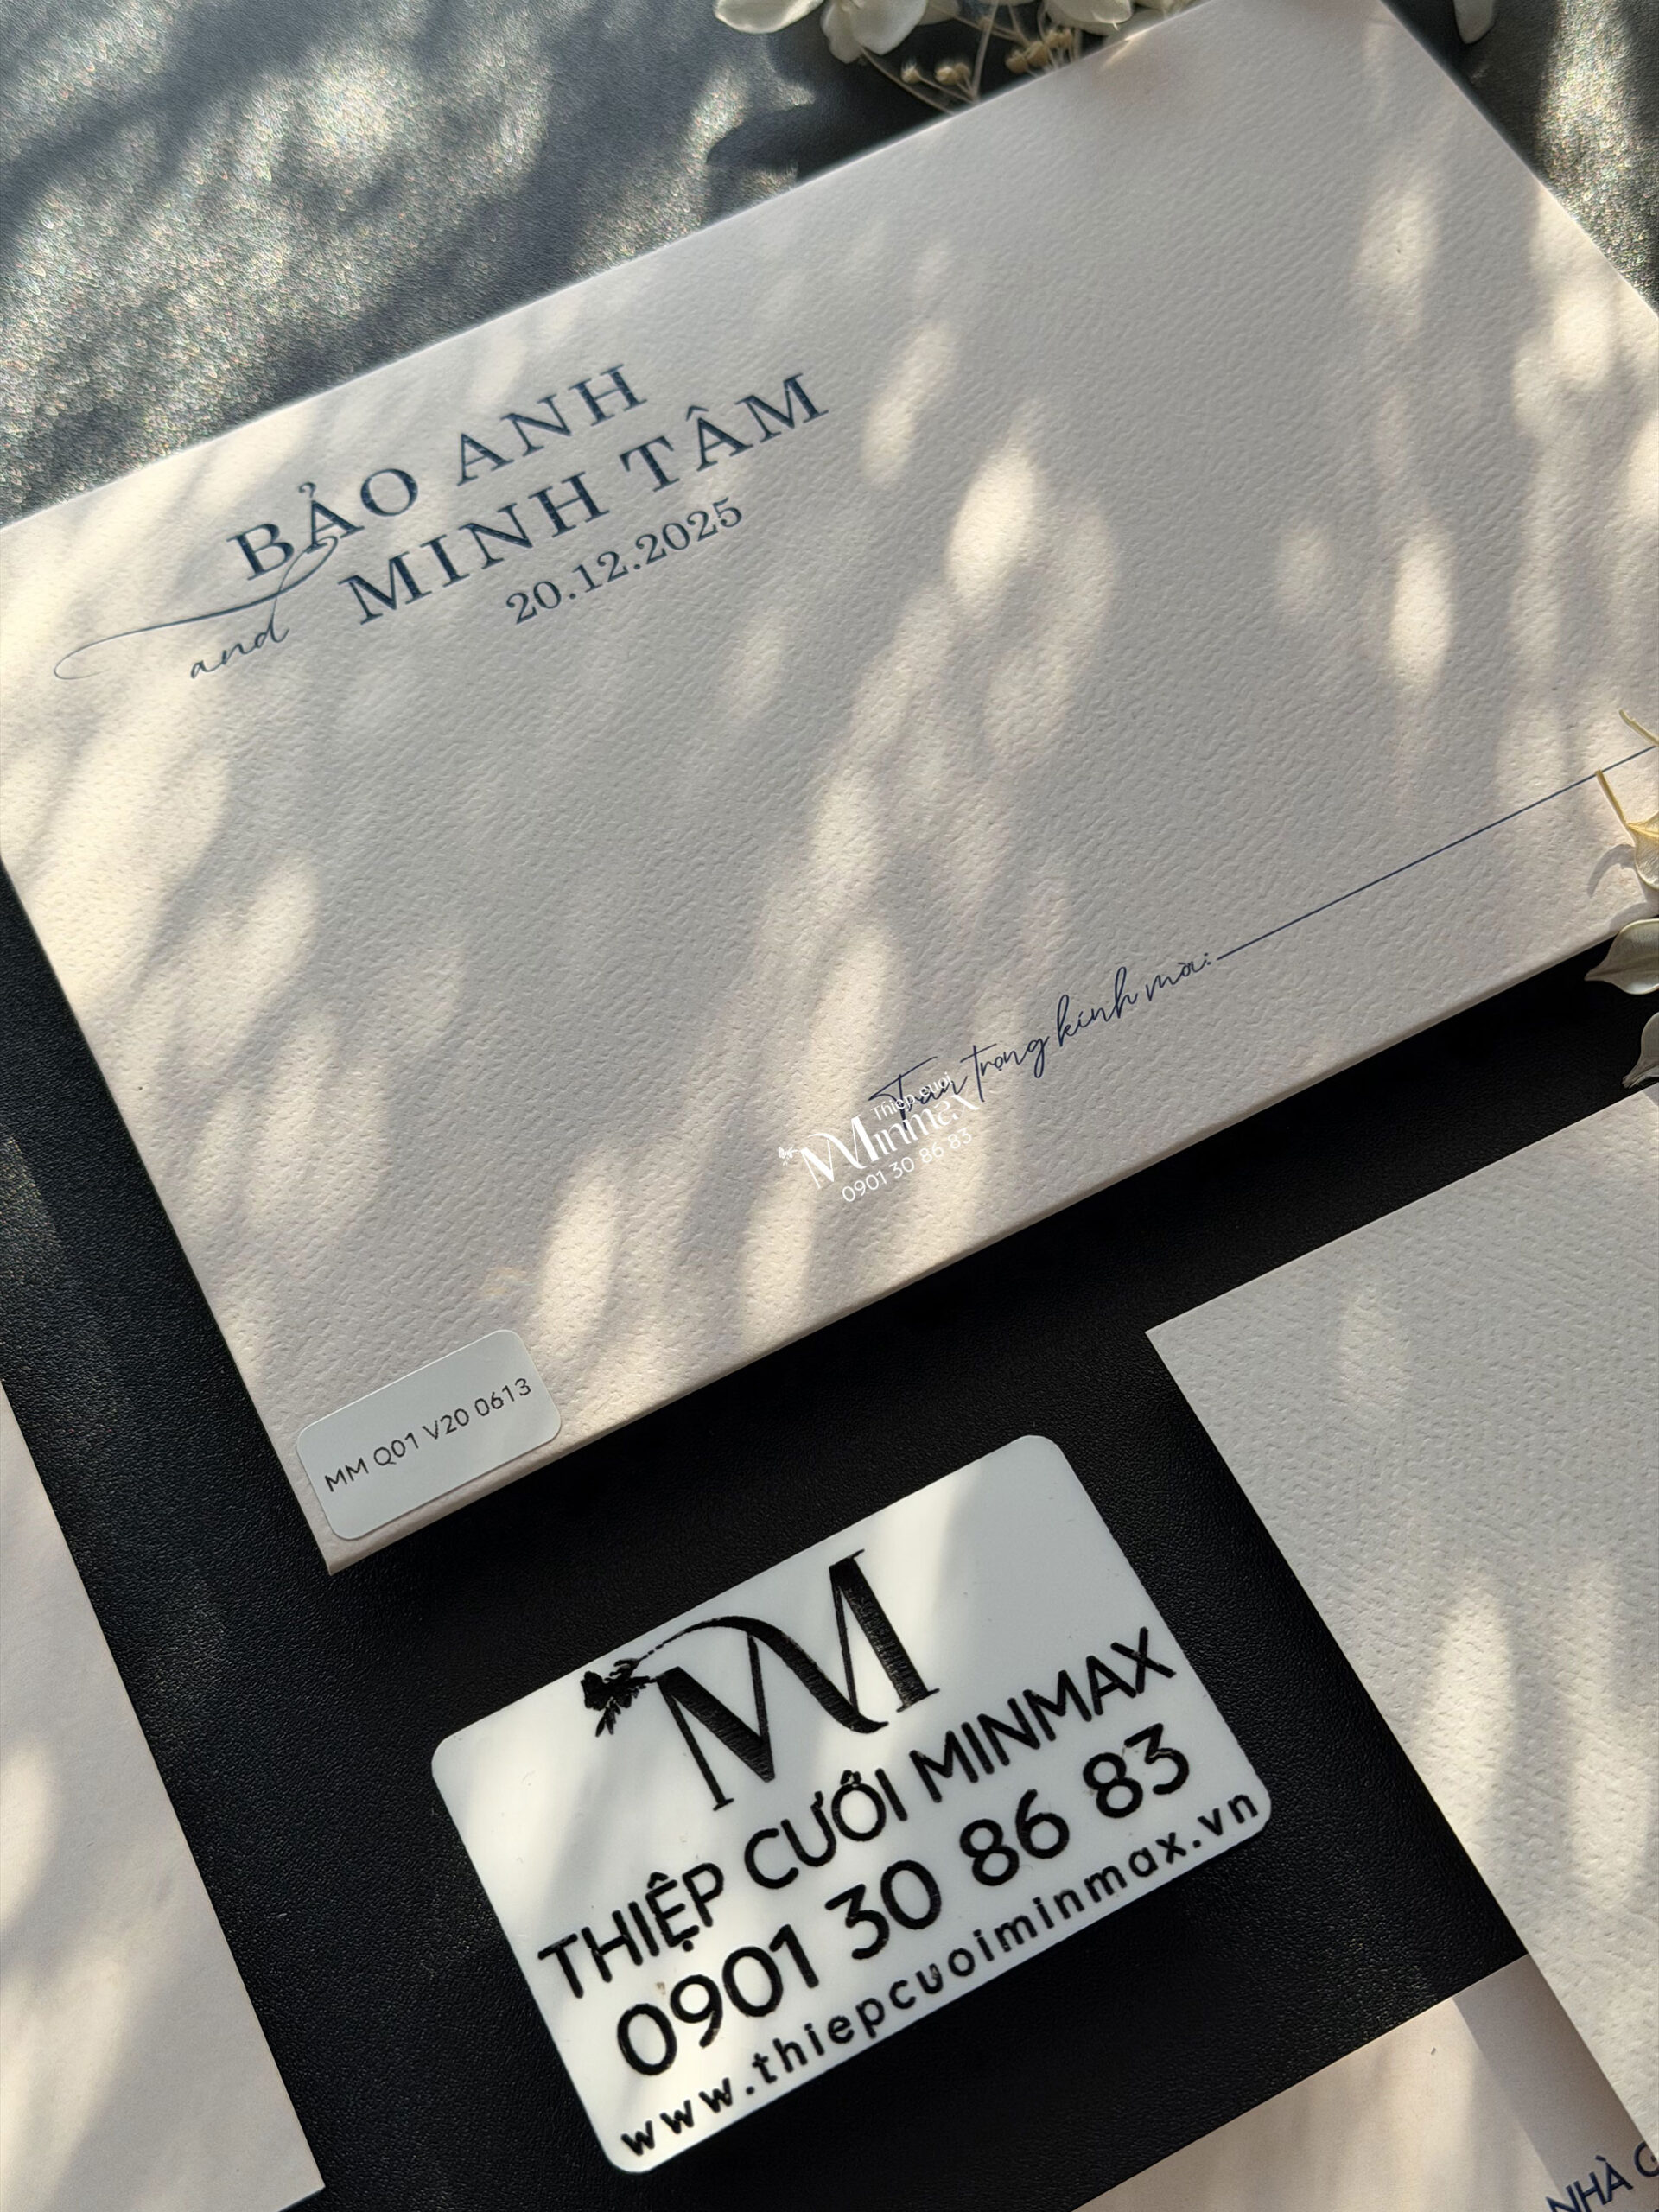 BẢO ANH
and MINH TÂM
20.12.2025
Trân trọng kính mời:
Thiệp cưới
Minmax
0901 30 86 83
MM Q01 V20 0613
M
THIỆP CƯỚI MINMAX
0901 30 86 83
www.thiepcuoiminmax.vn
NHÀ